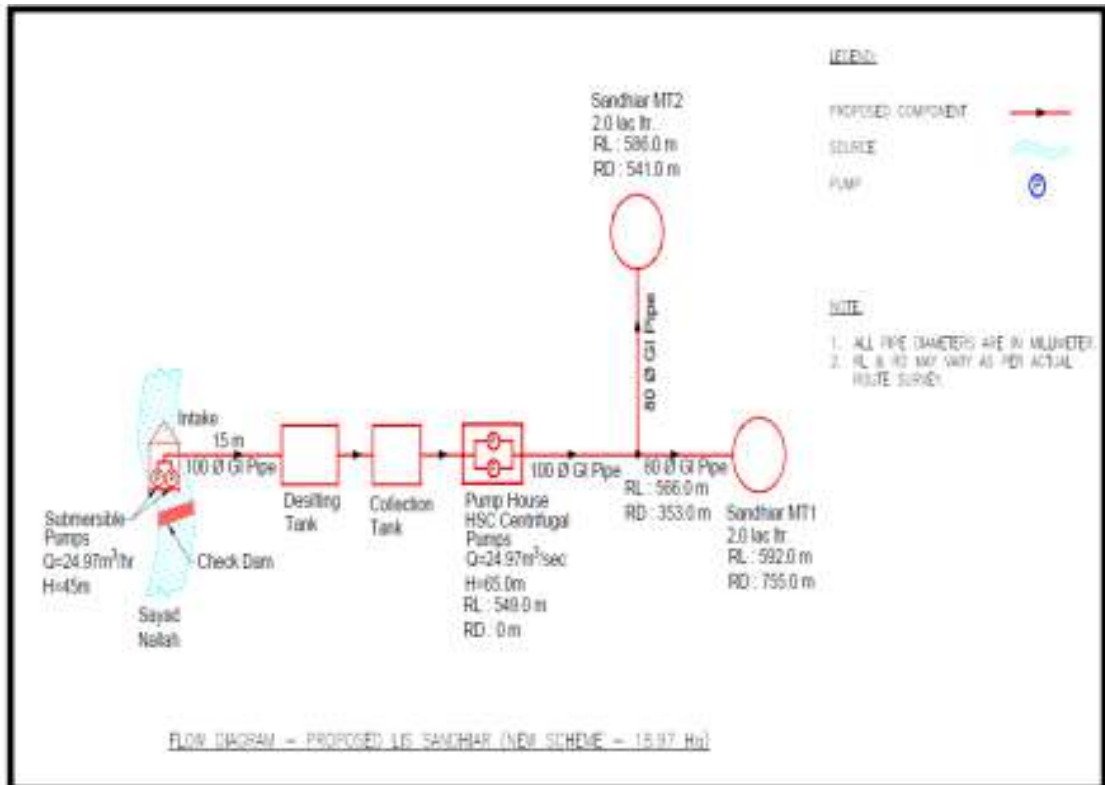 LEGEND:
PROPOSED COMPONENT
SOURCE
PUMP
P
Sandhiar MT2
2.0 lac ltr.
RL : 586.0 m
RD : 541.0 m
80 Ø GI Pipe
NOTE:
1. ALL PIPE DIAMETERS ARE IN MILLIMETER.
2. RL & RD MAY VARY AS PER ACTUAL
ROUTE SURVEY.
Intake
15 m
100 Ø GI Pipe
Desilting
Tank
Collection
Tank
Pump House
HSC Centrifugal
Pumps
Q=24.97m³/sec
H=65.0m
RL : 549.0 m
RD : 0 m
100 Ø GI Pipe
80 Ø GI Pipe
RL : 566.0 m
RD : 353.0 m
Sandhiar MT1
2.0 lac ltr.
RL : 592.0 m
RD : 755.0 m
Submersible
Pumps
Q=24.97m³/hr
H=45m
Check Dam
Sayad
Nallah
FLOW DIAGRAM - PROPOSED LIS SANDHIAR (NEW SCHEME - 18.97 Ha)